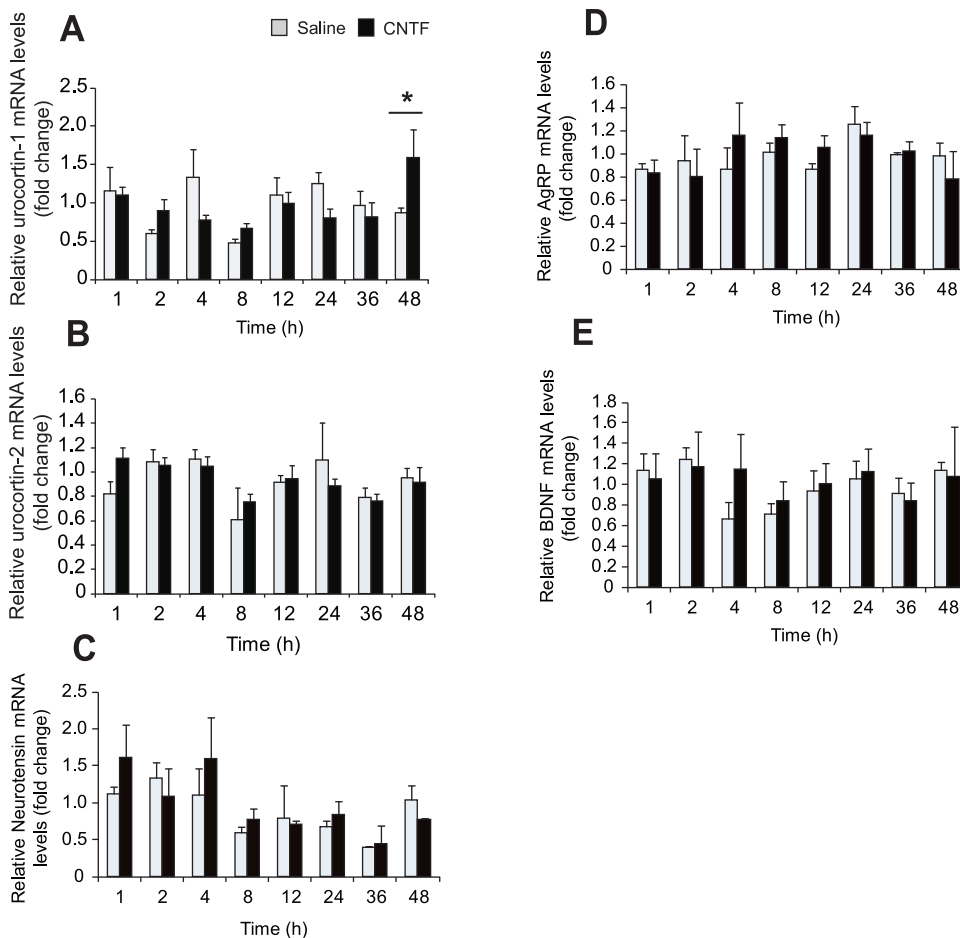 A
Saline CNTF
Relative urocortin-1 mRNA levels
(fold change)
2.5
2.0
1.5
1.0
0.5
0
*
1 2 4 8 12 24 36 48
Time (h)
B
Relative urocortin-2 mRNA levels
(fold change)
1.6
1.4
1.2
1.0
0.8
0.6
0.4
0.2
0
1 2 4 8 12 24 36 48
Time (h)
C
Relative Neurotensin mRNA
levels (fold change)
2.5
2.0
1.5
1.0
0.5
0
1 2 4 8 12 24 36 48
Time (h)
D
Relative AgRP mRNA levels
(fold change)
1.6
1.4
1.2
1.0
0.8
0.6
0.4
0.2
0
1 2 4 8 12 24 36 48
Time (h)
E
Relative BDNF mRNA levels
(fold change)
1.8
1.6
1.4
1.2
1.0
0.8
0.6
0.4
0.2
0
1 2 4 8 12 24 36 48
Time (h)